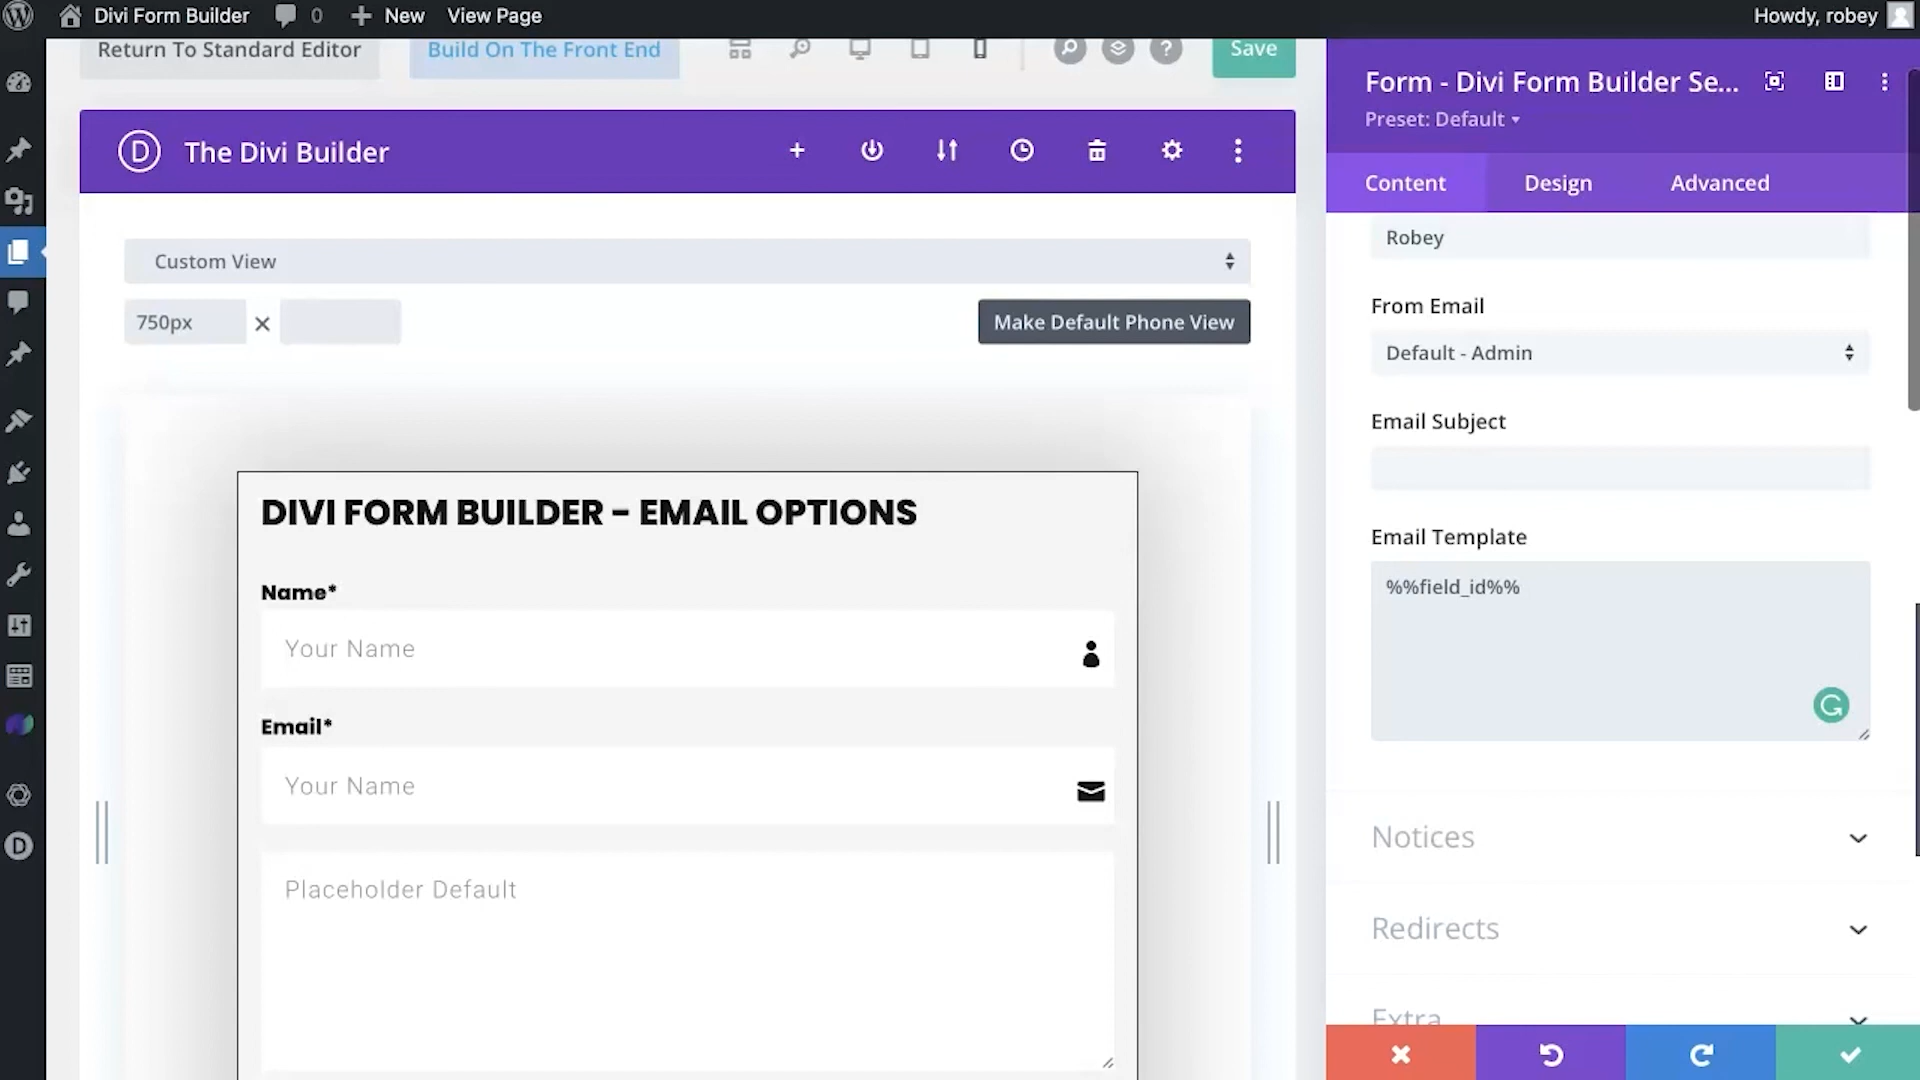 Divi Form Builder 0 New View Page Howdy, robey
Return To Standard Editor Build On The Front End ? Save
D The Divi Builder
Custom View
750px × Make Default Phone View
DIVI FORM BUILDER - EMAIL OPTIONS
Name*
Your Name
Email*
Your Name
Placeholder Default
Form - Divi Form Builder Se...
Preset: Default
Content Design Advanced
Robey
From Email
Default - Admin
Email Subject
Email Template
%%field_id%%
Notices
Redirects
Extra